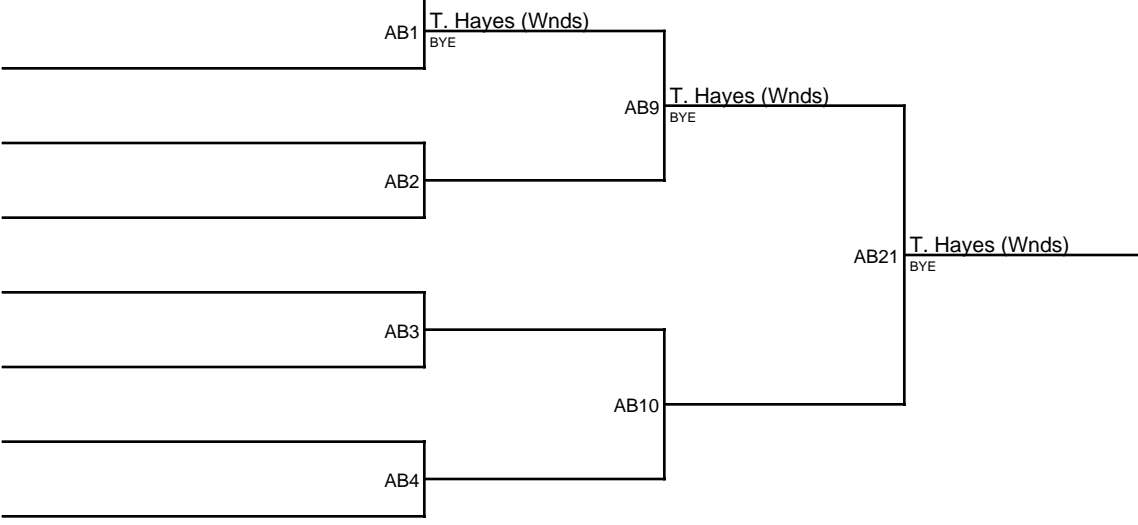 AB1
T. Hayes (Wnds)
BYE
AB9
T. Hayes (Wnds)
BYE
AB2
AB21
T. Hayes (Wnds)
BYE
AB3
AB10
AB4